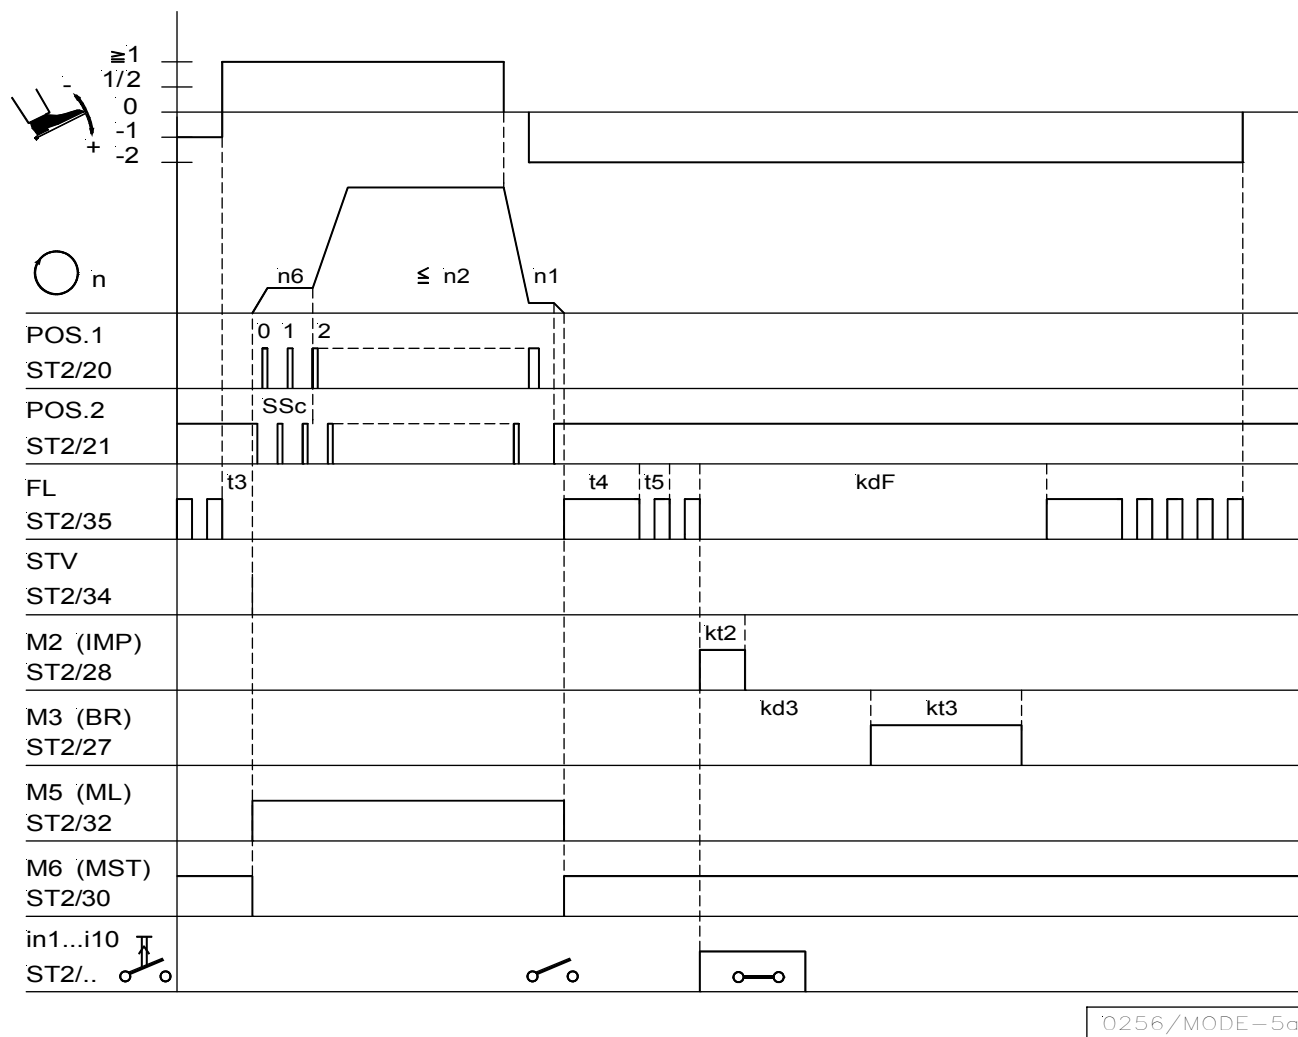 ≧1
1/2
-
0
-1
+
-2
n
n6
≦ n2
n1
POS.1
0 1 2
ST2/20
POS.2
SSc
ST2/21
FL
t3
t4
t5
kdF
ST2/35
STV
ST2/34
M2 (IMP)
kt2
ST2/28
M3 (BR)
kd3
kt3
ST2/27
M5 (ML)
ST2/32
M6 (MST)
ST2/30
in1...i10
ST2/..
0256/MODE-5a